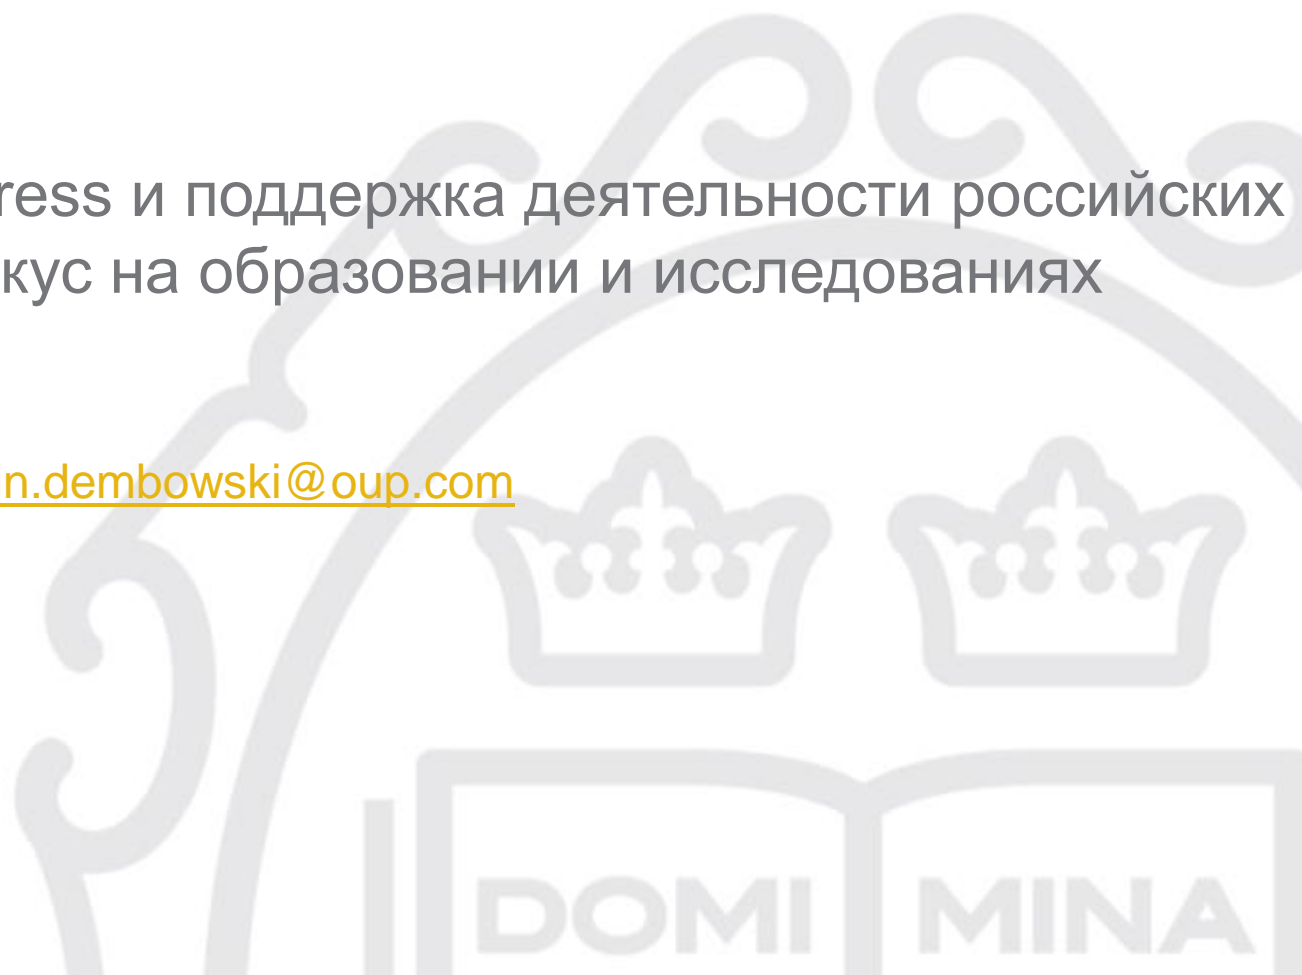 ress и поддержка деятельности российских
кус на образовании и исследованиях
n.dembowski@oup.com
DOMI MINA